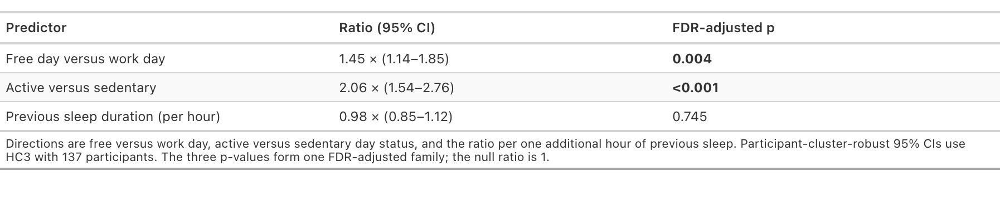 Predictor Ratio (95% CI) FDR-adjusted p
Free day versus work day 1.45 × (1.14–1.85) 0.004
Active versus sedentary 2.06 × (1.54–2.76) <0.001
Previous sleep duration (per hour) 0.98 × (0.85–1.12) 0.745
Directions are free versus work day, active versus sedentary day status, and the ratio per one additional hour of previous sleep. Participant-cluster-robust 95% CIs use
HC3 with 137 participants. The three p-values form one FDR-adjusted family; the null ratio is 1.